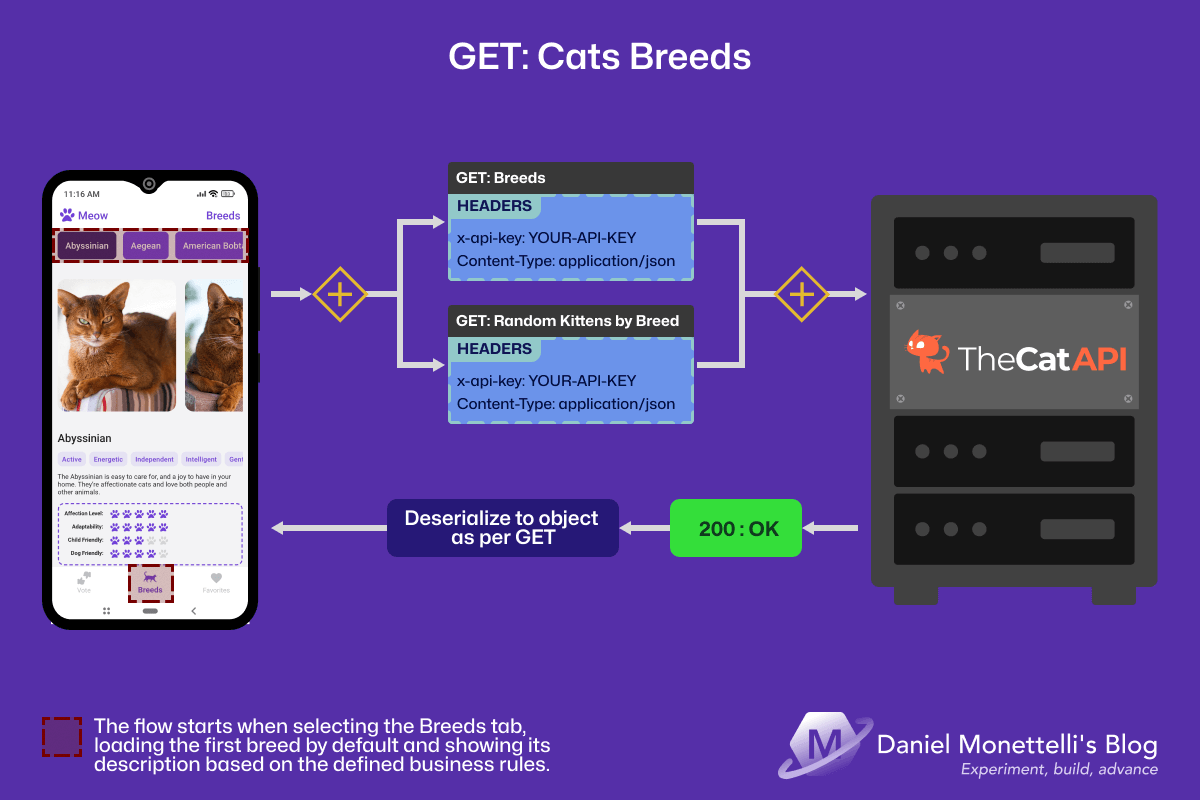 GET: Cats Breeds
11:16 AM
Meow
Breeds
Abyssinian
Aegean
American Bobt
Abyssinian
Active
Energetic
Independent
Intelligent
Gent
The Abyssinian is easy to care for, and a joy to have in your
home. They're affectionate cats and love both people and
other animals.
Affection Level:
Adaptability:
Child Friendly:
Dog Friendly:
Vote
Breeds
Favorites
GET: Breeds
HEADERS
x-api-key: YOUR-API-KEY
Content-Type: application/json
GET: Random Kittens by Breed
HEADERS
x-api-key: YOUR-API-KEY
Content-Type: application/json
TheCatAPI
200 : OK
Deserialize to object
as per GET
The flow starts when selecting the Breeds tab,
loading the first breed by default and showing its
description based on the defined business rules.
M
Daniel Monettelli's Blog
Experiment, build, advance